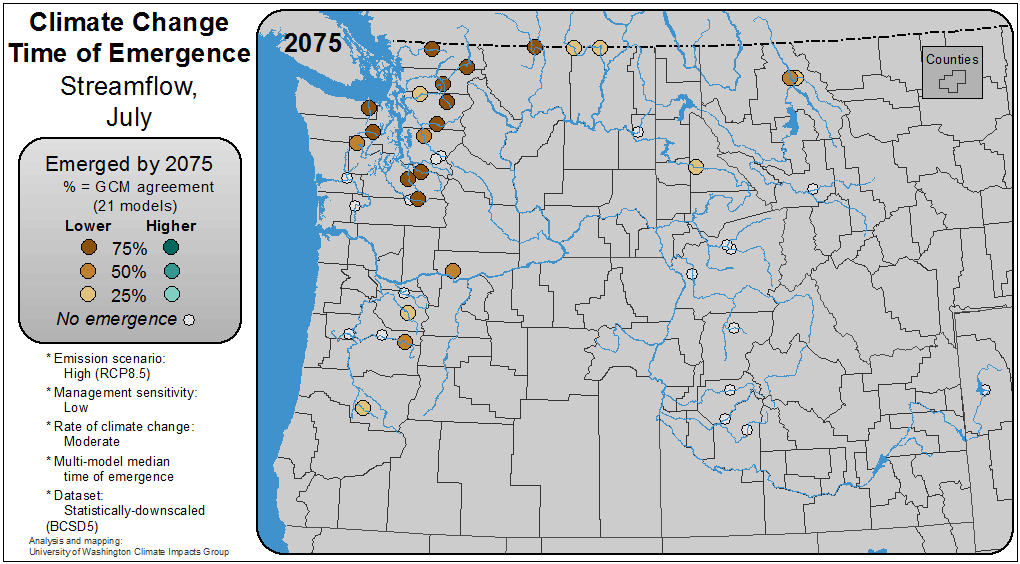 Climate Change
Time of Emergence
Streamflow,
July
Emerged by 2075
% = GCM agreement
(21 models)
Lower Higher
75%
50%
25%
No emergence
* Emission scenario:
High (RCP8.5)
* Management sensitivity:
Low
* Rate of climate change:
Moderate
* Multi-model median
time of emergence
* Dataset:
Statistically-downscaled
(BCSD5)
Analysis and mapping:
University of Washington Climate Impacts Group
2075
Counties